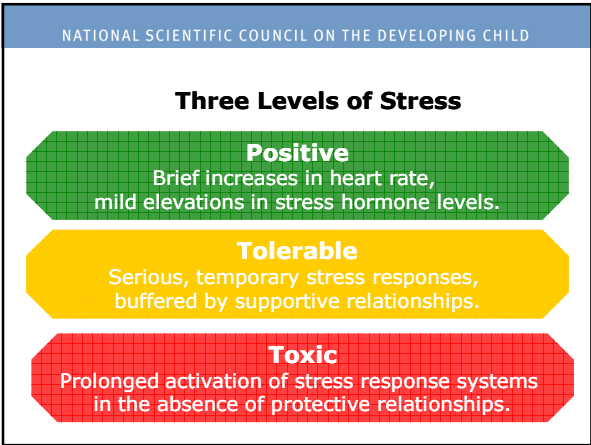 NATIONAL SCIENTIFIC COUNCIL ON THE DEVELOPING CHILD
Three Levels of Stress
Positive
Brief increases in heart rate,
mild elevations in stress hormone levels.
Tolerable
Serious, temporary stress responses,
buffered by supportive relationships.
Toxic
Prolonged activation of stress response systems
in the absence of protective relationships.